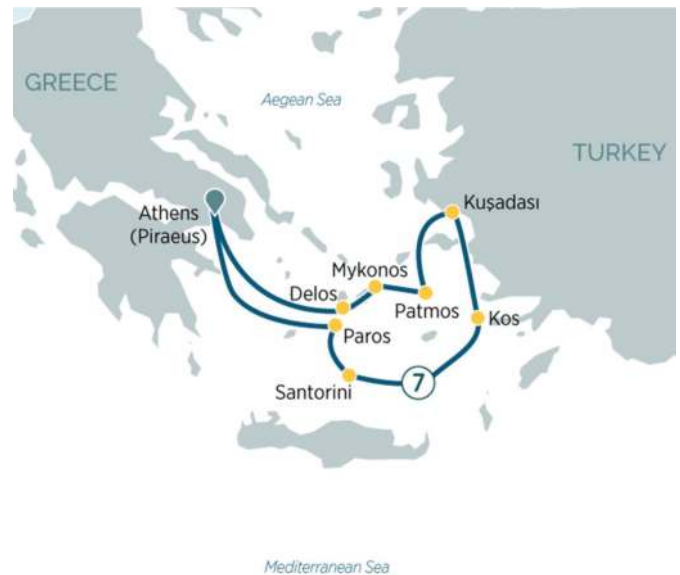 GREECE
Aegean Sea
TURKEY
Athens
(Piraeus)
Kuşadası
Mykonos
Delos
Patmos
Kos
Paros
Santorini
7
Mediterranean Sea